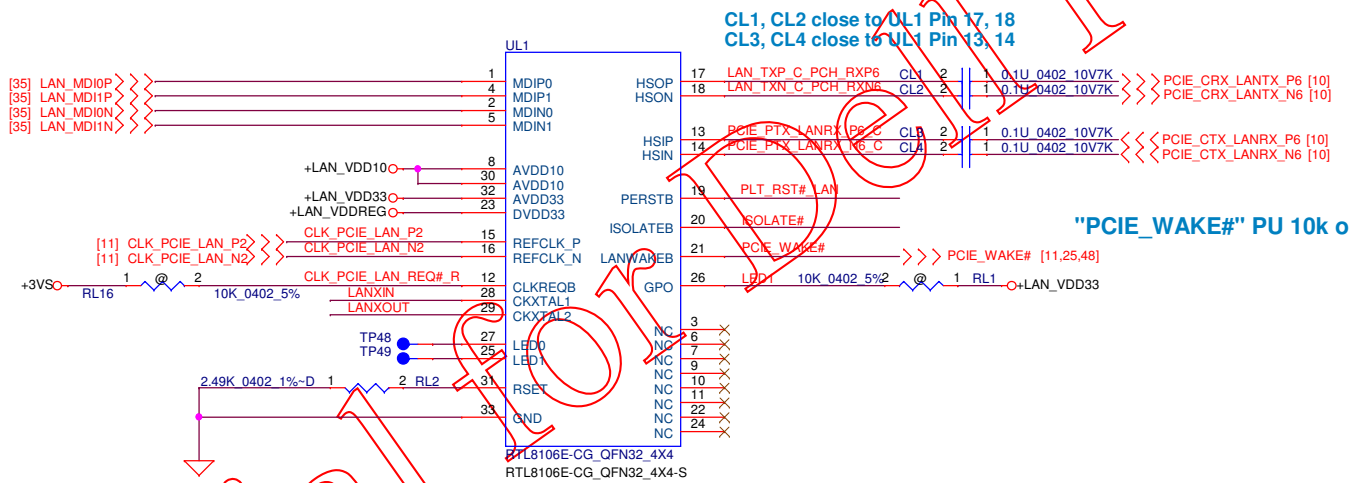 CL1, CL2 close to UL1 Pin 17, 18
CL3, CL4 close to UL1 Pin 13, 14
UL1
[35] LAN_MDI0P 1 MDIP0
[35] LAN_MDI1P 4 MDIP1
[35] LAN_MDI0N 2 MDIN0
[35] LAN_MDI1N 5 MDIN1
HSOP 17 LAN_TXP_C_PCH_RXP6 CL1 2 1 0.1U_0402_10V7K PCIE_CRX_LANTX_P6 [10]
HSON 18 LAN_TXN_C_PCH_RXN6 CL2 2 1 0.1U_0402_10V7K PCIE_CRX_LANTX_N6 [10]
HSIP 13 PCIE_PTX_LANRX_P6_C CL3 2 1 0.1U_0402_10V7K PCIE_CTX_LANRX_P6 [10]
HSIN 14 PCIE_PTX_LANRX_N6_C CL4 2 1 0.1U_0402_10V7K PCIE_CTX_LANRX_N6 [10]
+LAN_VDD10 8 AVDD10
30 AVDD10
+LAN_VDD33 32 AVDD33
+LAN_VDDREG 23 DVDD33
PERSTB 19 PLT_RST#_LAN
ISOLATEB 20 ISOLATE#
"PCIE_WAKE#" PU 10k o
[11] CLK_PCIE_LAN_P2 CLK_PCIE_LAN_P2 15 REFCLK_P
[11] CLK_PCIE_LAN_N2 CLK_PCIE_LAN_N2 16 REFCLK_N
LANWAKEB 21 PCIE_WAKE# PCIE_WAKE# [11,25,48]
+3VS 1 RL16 @ 2 10K_0402_5% CLK_PCIE_LAN_REQ#_R 12 CLKREQB
GPO 26 LED1 10K_0402_5% 2 @ 1 RL1 +LAN_VDD33
LANXIN 28 CKXTAL1
LANXOUT 29 CKXTAL2
TP48 27 LED0
TP49 25 LED1
NC 3
NC 6
NC 7
NC 9
NC 10
NC 11
NC 22
NC 24
2.49K_0402_1%~D 1 2 RL2 31 RSET
33 GND
RTL8106E-CG_QFN32_4X4
RTL8106E-CG_QFN32_4X4-S
for Dell